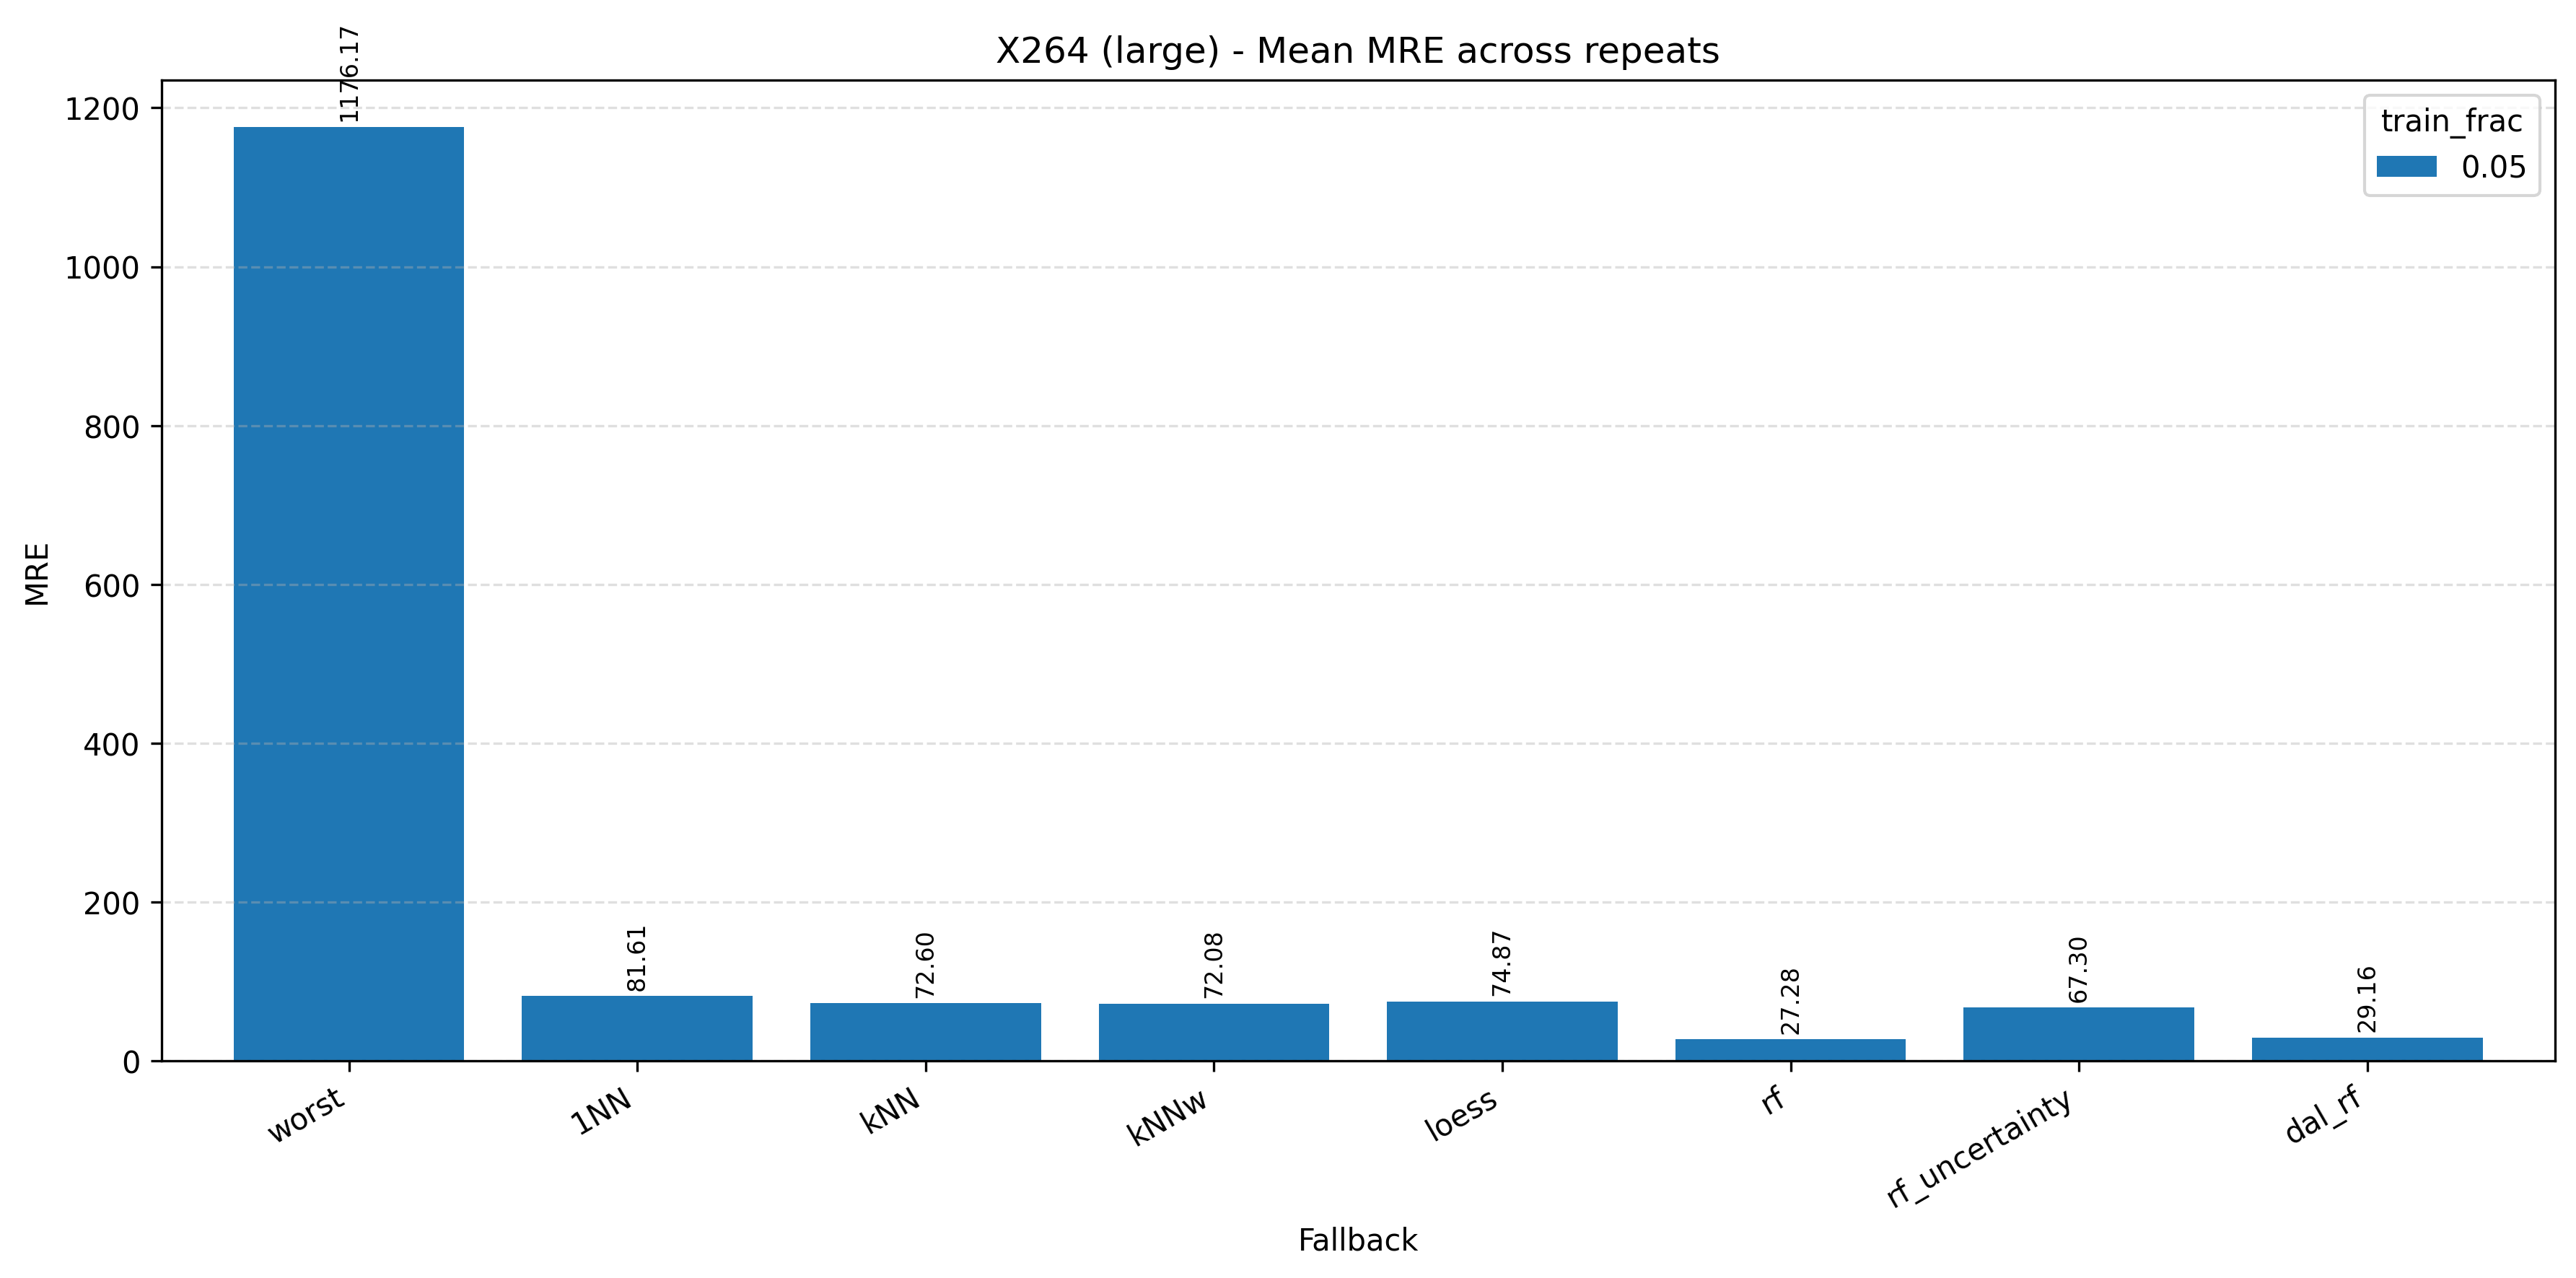 X264 (large) - Mean MRE across repeats
train_frac
0.05
MRE
1200
1000
800
600
400
200
0
1176.17
81.61
72.60
72.08
74.87
27.28
67.30
29.16
worst
1NN
kNN
kNNw
loess
rf
rf_uncertainty
dal_rf
Fallback